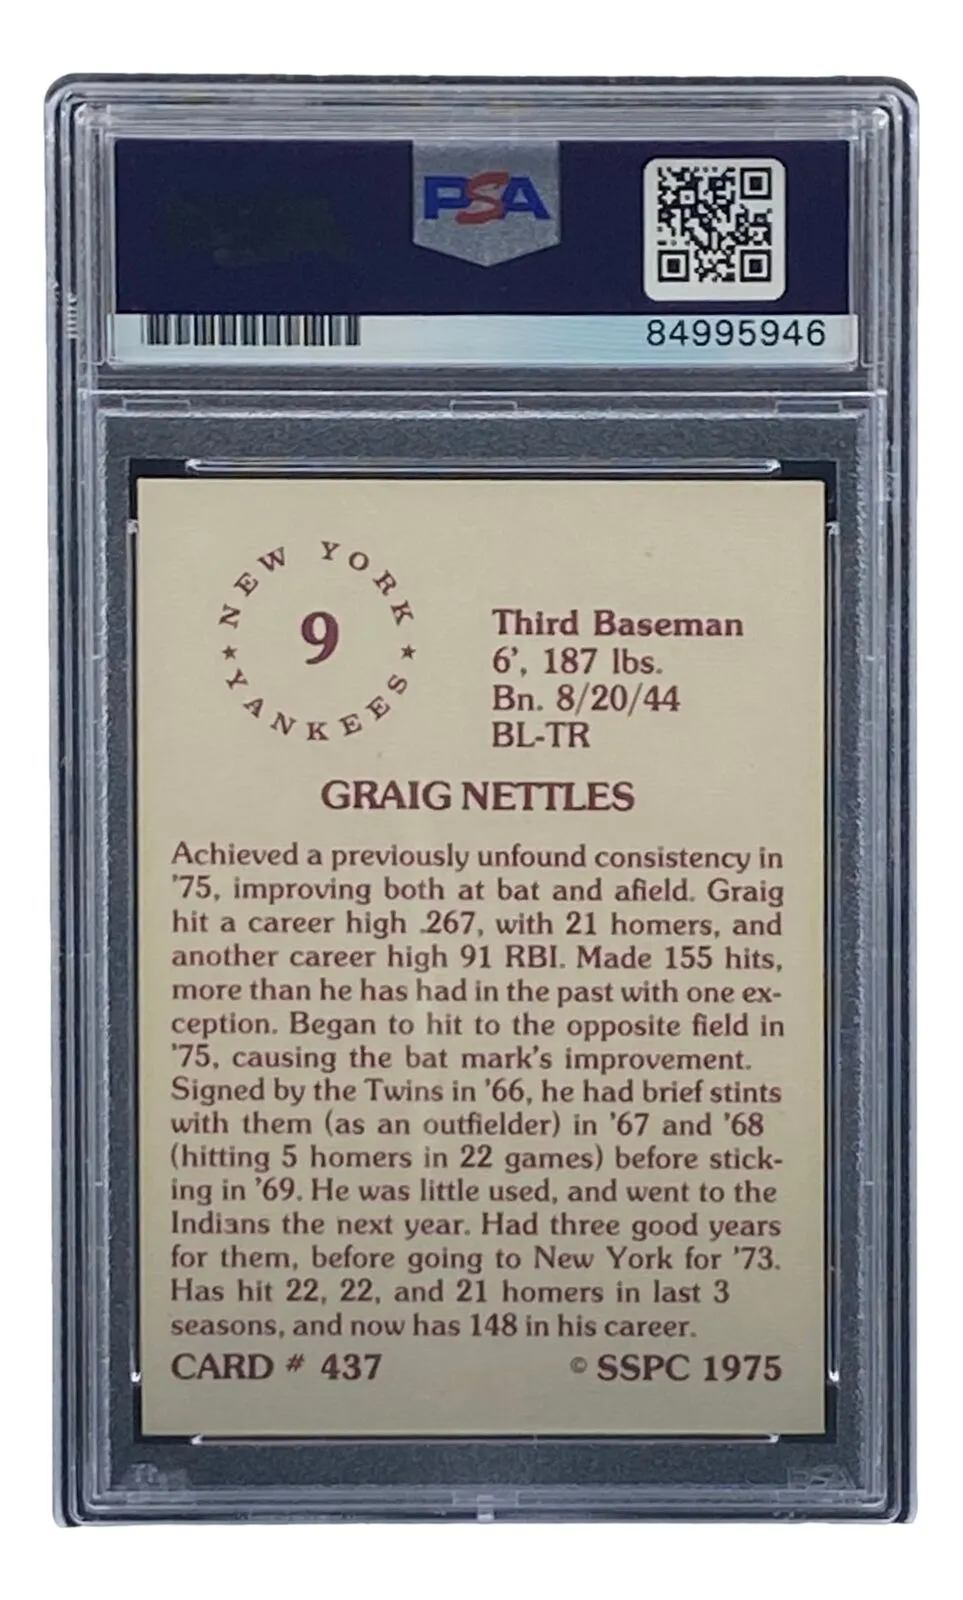 PSA
84995946
NEW YORK
★ YANKEES ★
9
Third Baseman
6', 187 lbs.
Bn. 8/20/44
BL-TR
GRAIG NETTLES
Achieved a previously unfound consistency in
'75, improving both at bat and afield. Graig
hit a career high .267, with 21 homers, and
another career high 91 RBI. Made 155 hits,
more than he has had in the past with one ex-
ception. Began to hit to the opposite field in
'75, causing the bat mark's improvement.
Signed by the Twins in '66, he had brief stints
with them (as an outfielder) in '67 and '68
(hitting 5 homers in 22 games) before stick-
ing in '69. He was little used, and went to the
Indians the next year. Had three good years
for them, before going to New York for '73.
Has hit 22, 22, and 21 homers in last 3
seasons, and now has 148 in his career.
CARD # 437 © SSPC 1975
PSA